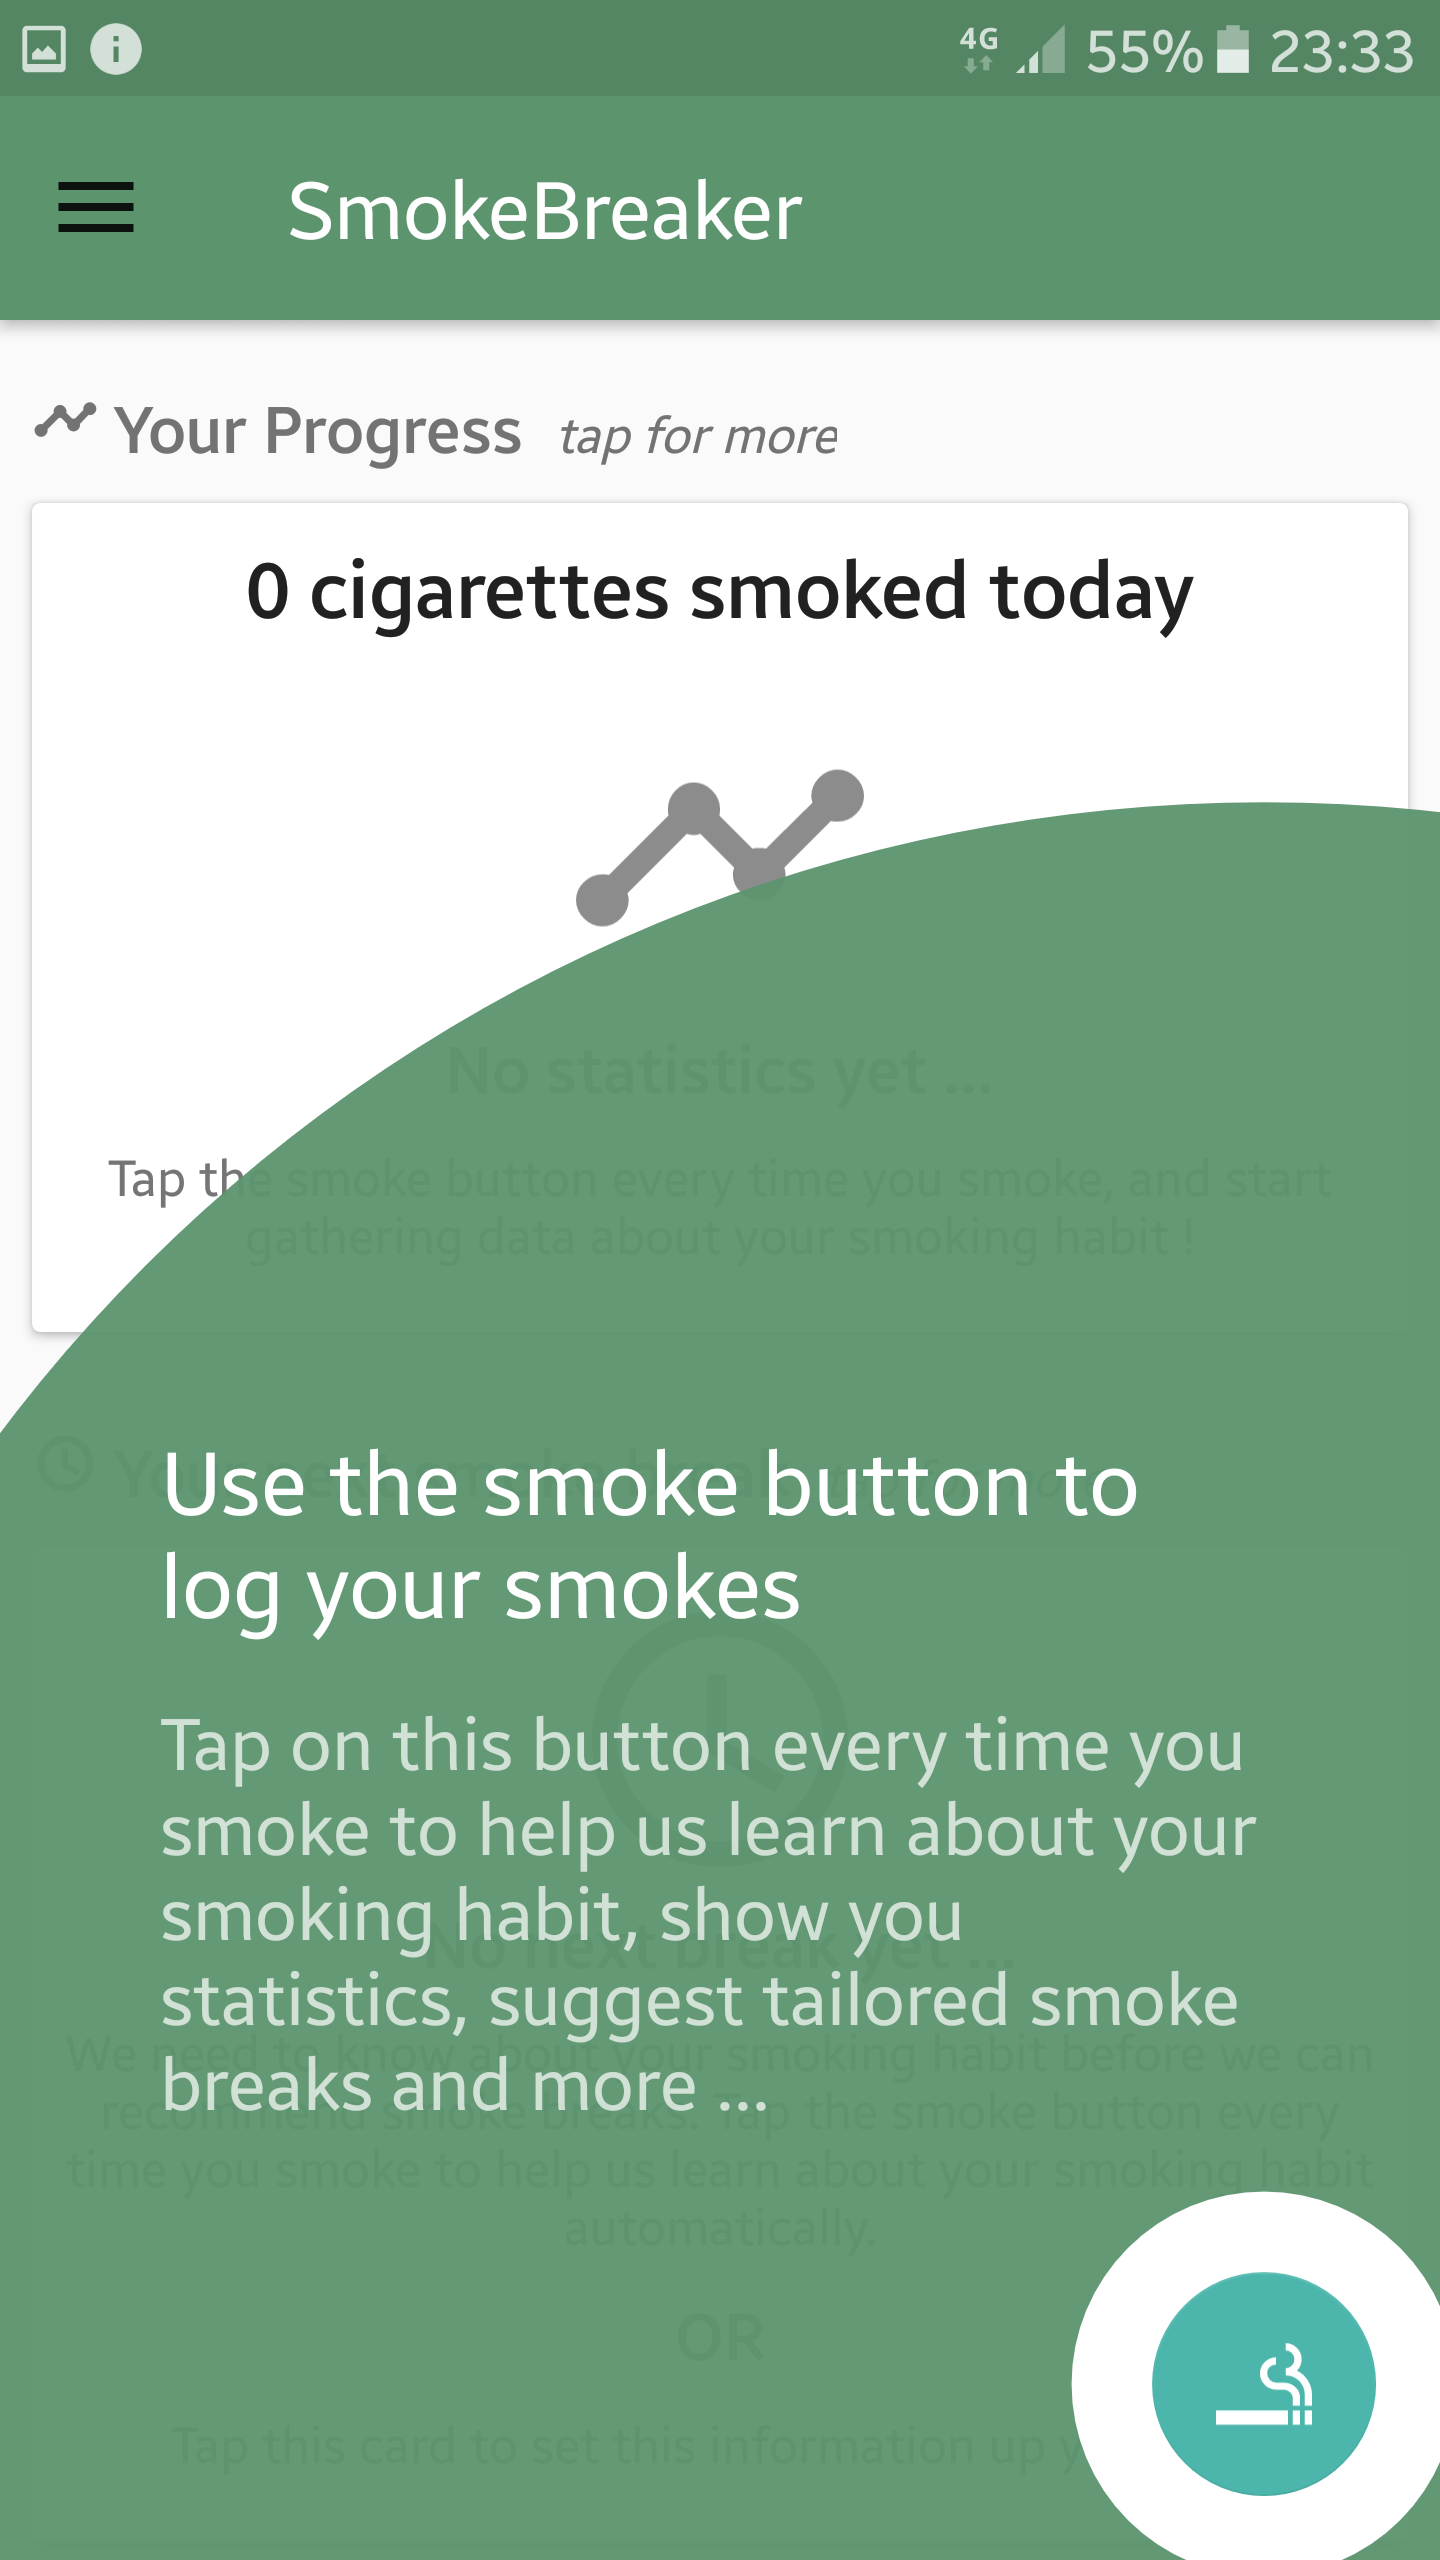 4G 55% 23:33
SmokeBreaker
Your Progress tap for more
0 cigarettes smoked today
No statistics yet ...
Tap the smoke button every time you smoke, and start
gathering data about your smoking habit !
Use the smoke button to
log your smokes
Tap on this button every time you
smoke to help us learn about your
smoking habit, show you
statistics, suggest tailored smoke
breaks and more ...
No next break yet ...
We need to know about your smoking habit before we can
recommend smoke breaks. Tap the smoke button every
time you smoke to help us learn about your smoking habit
automatically.
OR
Tap this card to set this information up